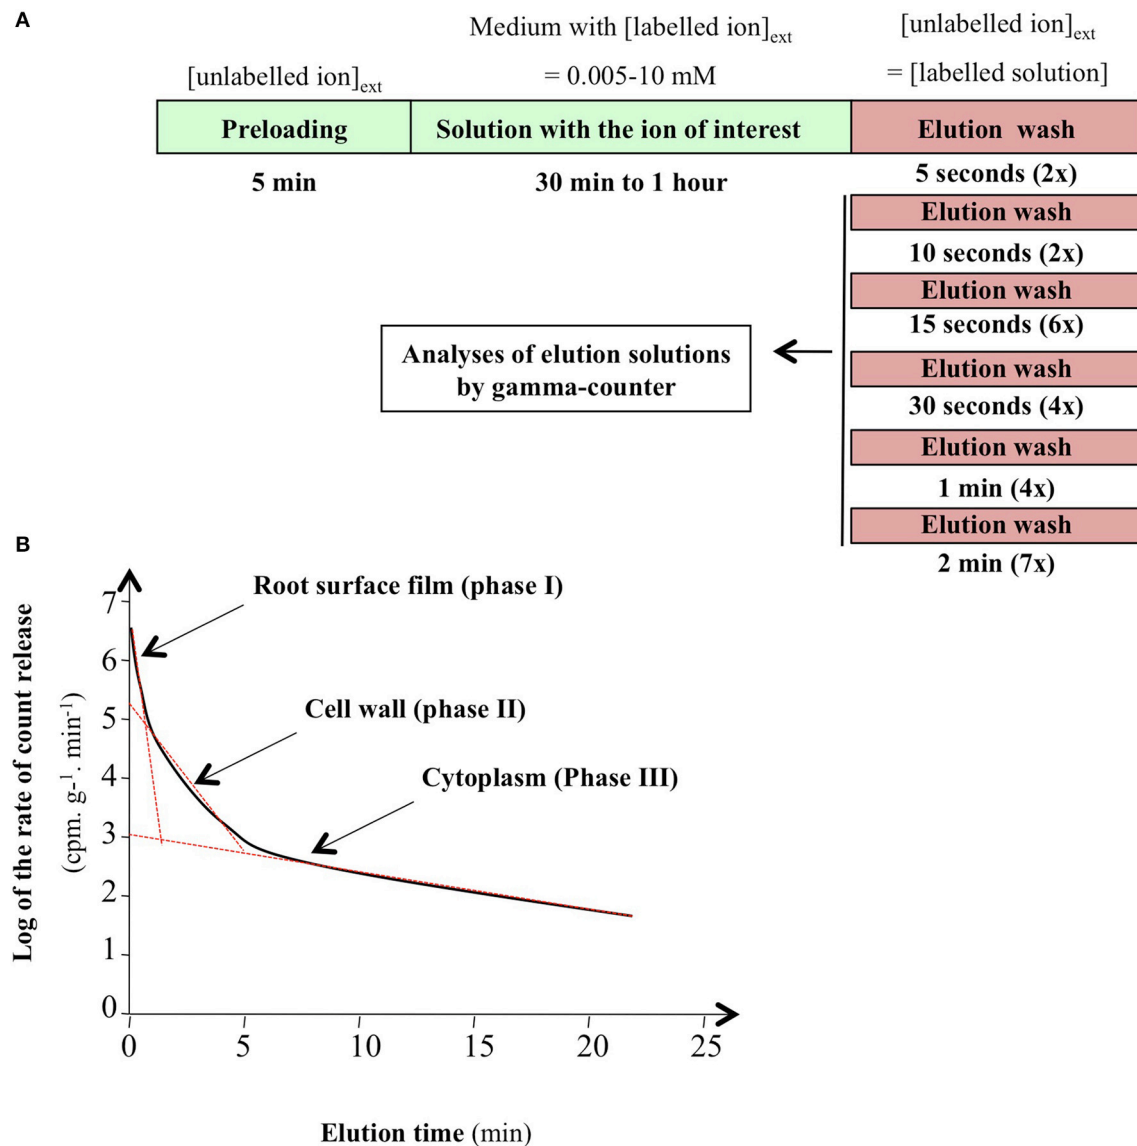 A
[unlabelled ion]ext
Medium with [labelled ion]ext
= 0.005-10 mM
[unlabelled ion]ext
= [labelled solution]
Preloading
Solution with the ion of interest
Elution wash
5 min
30 min to 1 hour
5 seconds (2x)
Elution wash
10 seconds (2x)
Elution wash
15 seconds (6x)
Elution wash
30 seconds (4x)
Elution wash
1 min (4x)
Elution wash
2 min (7x)
Analyses of elution solutions
by gamma-counter
B
Log of the rate of count release
(cpm. g-1. min-1)
7
6
5
4
3
2
1
0
Root surface film (phase I)
Cell wall (phase II)
Cytoplasm (Phase III)
0
5
10
15
20
25
Elution time (min)